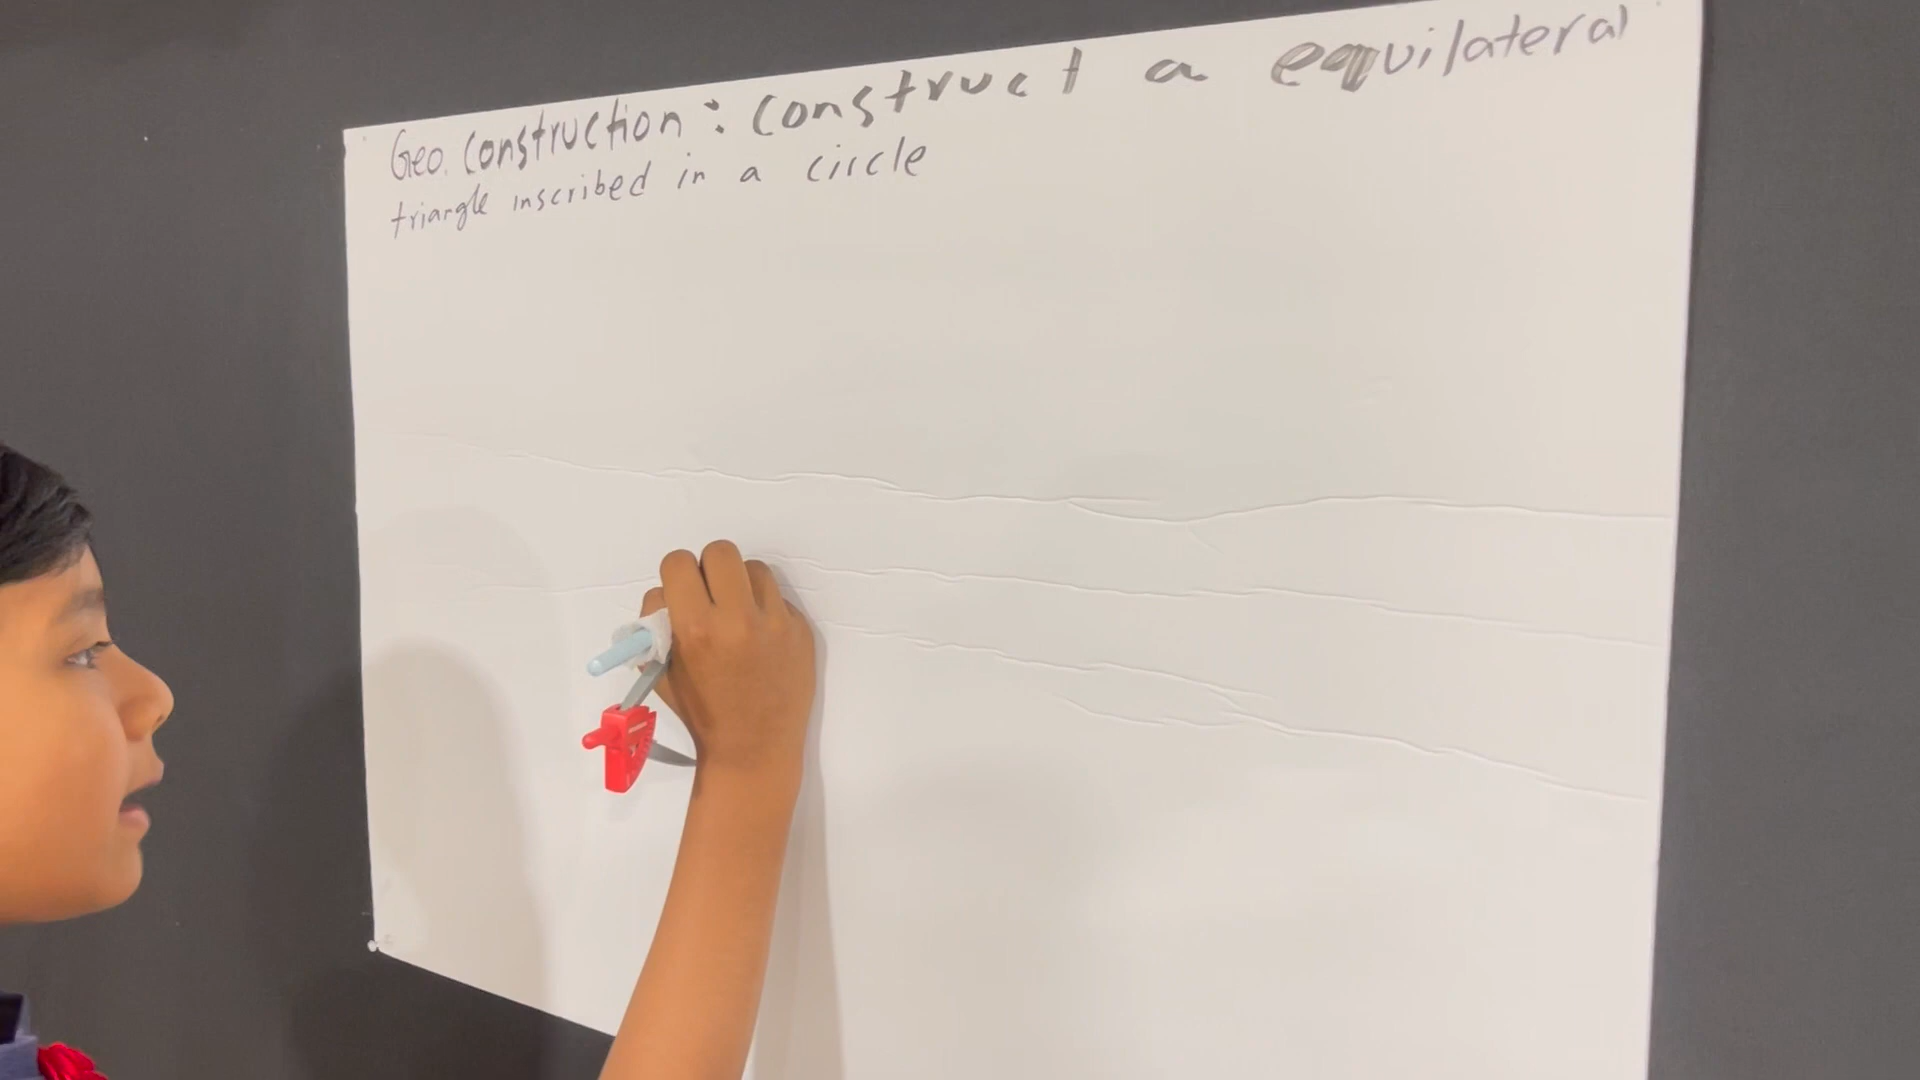 Geo. Construction: construct a equilateral
triangle inscribed in a circle